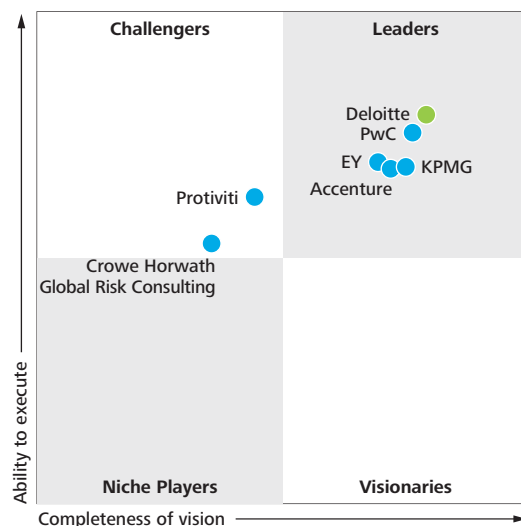 Challengers
Leaders
Deloitte
PwC
EY
KPMG
Accenture
Protiviti
Crowe Horwath
Global Risk Consulting
Ability to execute
Niche Players
Visionaries
Completeness of vision